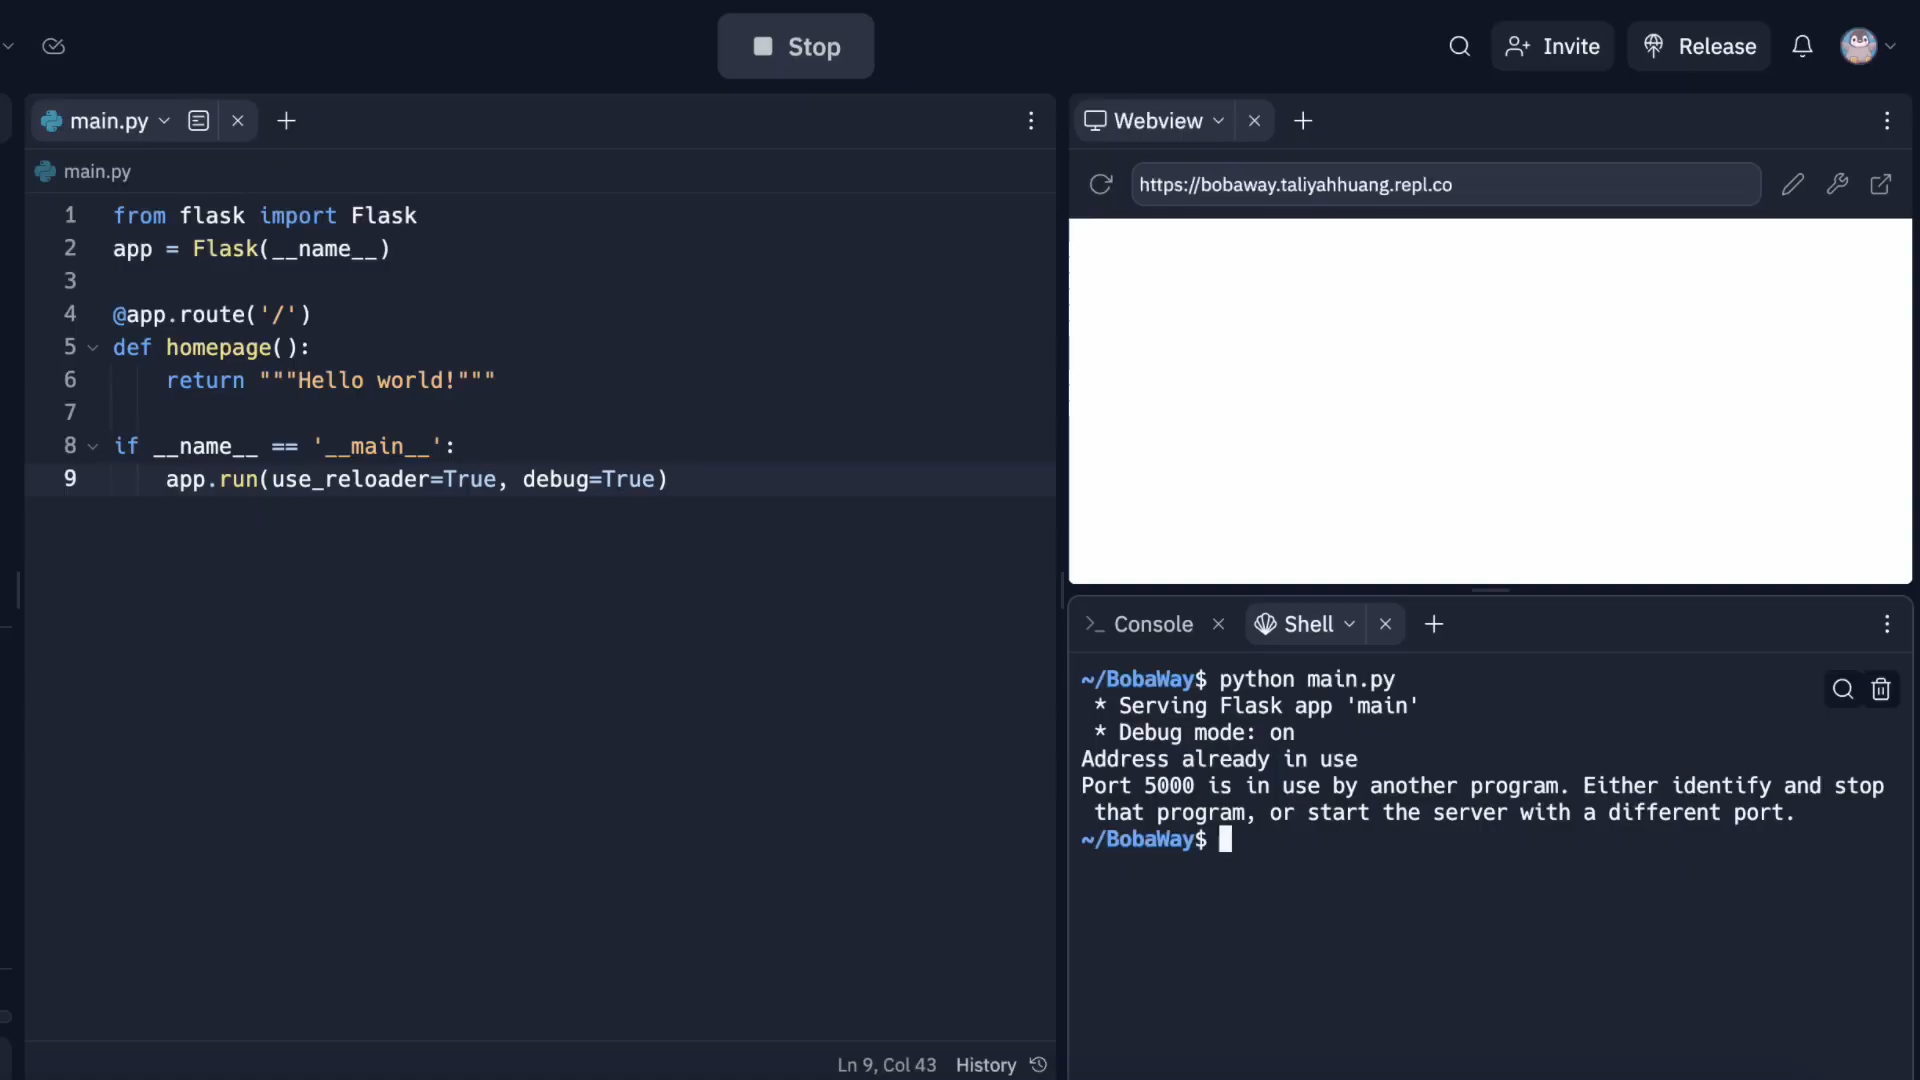 Stop
Invite
Release
main.py
main.py
1 from flask import Flask
2 app = Flask(__name__)
3
4 @app.route('/')
5 def homepage():
6 return """Hello world!"""
7
8 if __name__ == '__main__':
9 app.run(use_reloader=True, debug=True)
Ln 9, Col 43 History
Webview
https://bobaway.taliyahhuang.repl.co
>_ Console
Shell
~/BobaWay$ python main.py
* Serving Flask app 'main'
* Debug mode: on
Address already in use
Port 5000 is in use by another program. Either identify and stop
that program, or start the server with a different port.
~/BobaWay$